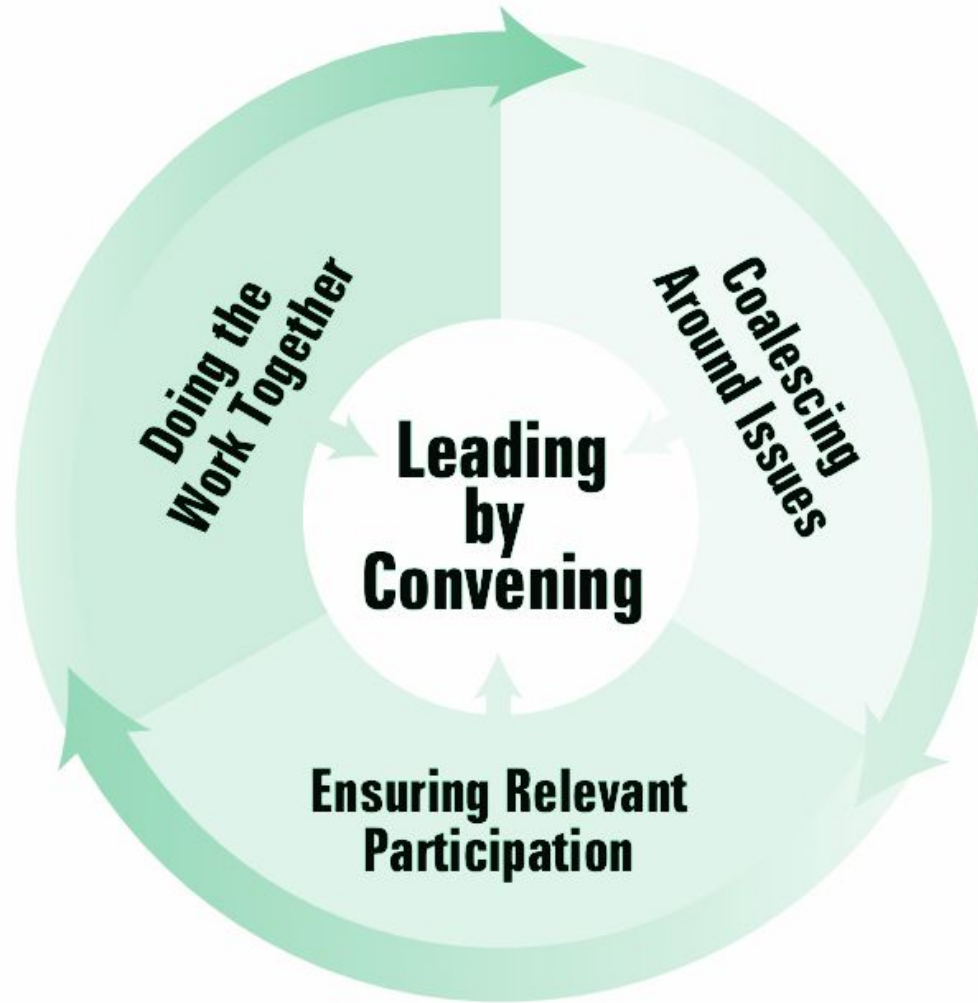 Doing the
Work Together
Coalescing
Around Issues
Leading
by
Convening
Ensuring Relevant
Participation